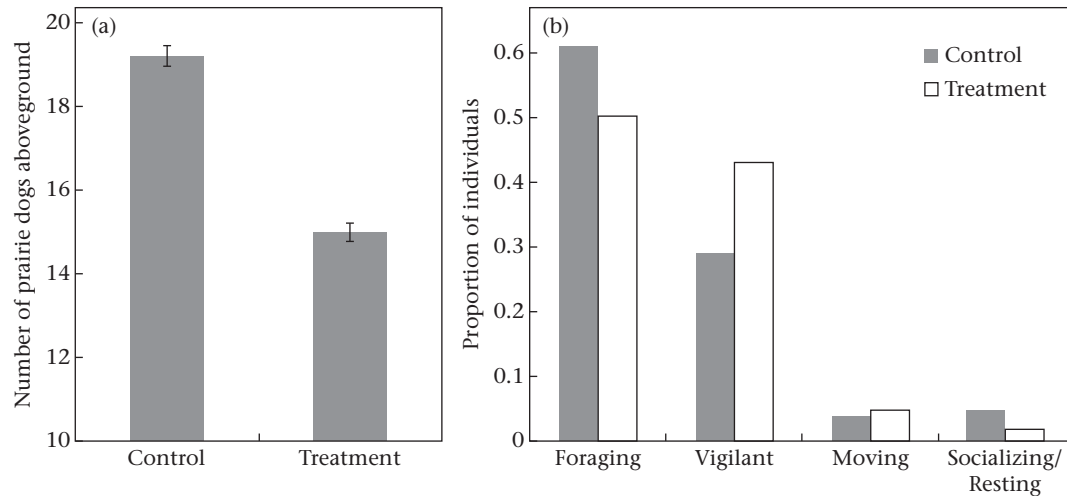 (a)
Number of prairie dogs aboveground
20
18
16
14
12
10
Control
Treatment
(b)
Proportion of individuals
0.6
0.5
0.4
0.3
0.2
0.1
0
Control
Treatment
Foraging
Vigilant
Moving
Socializing/
Resting